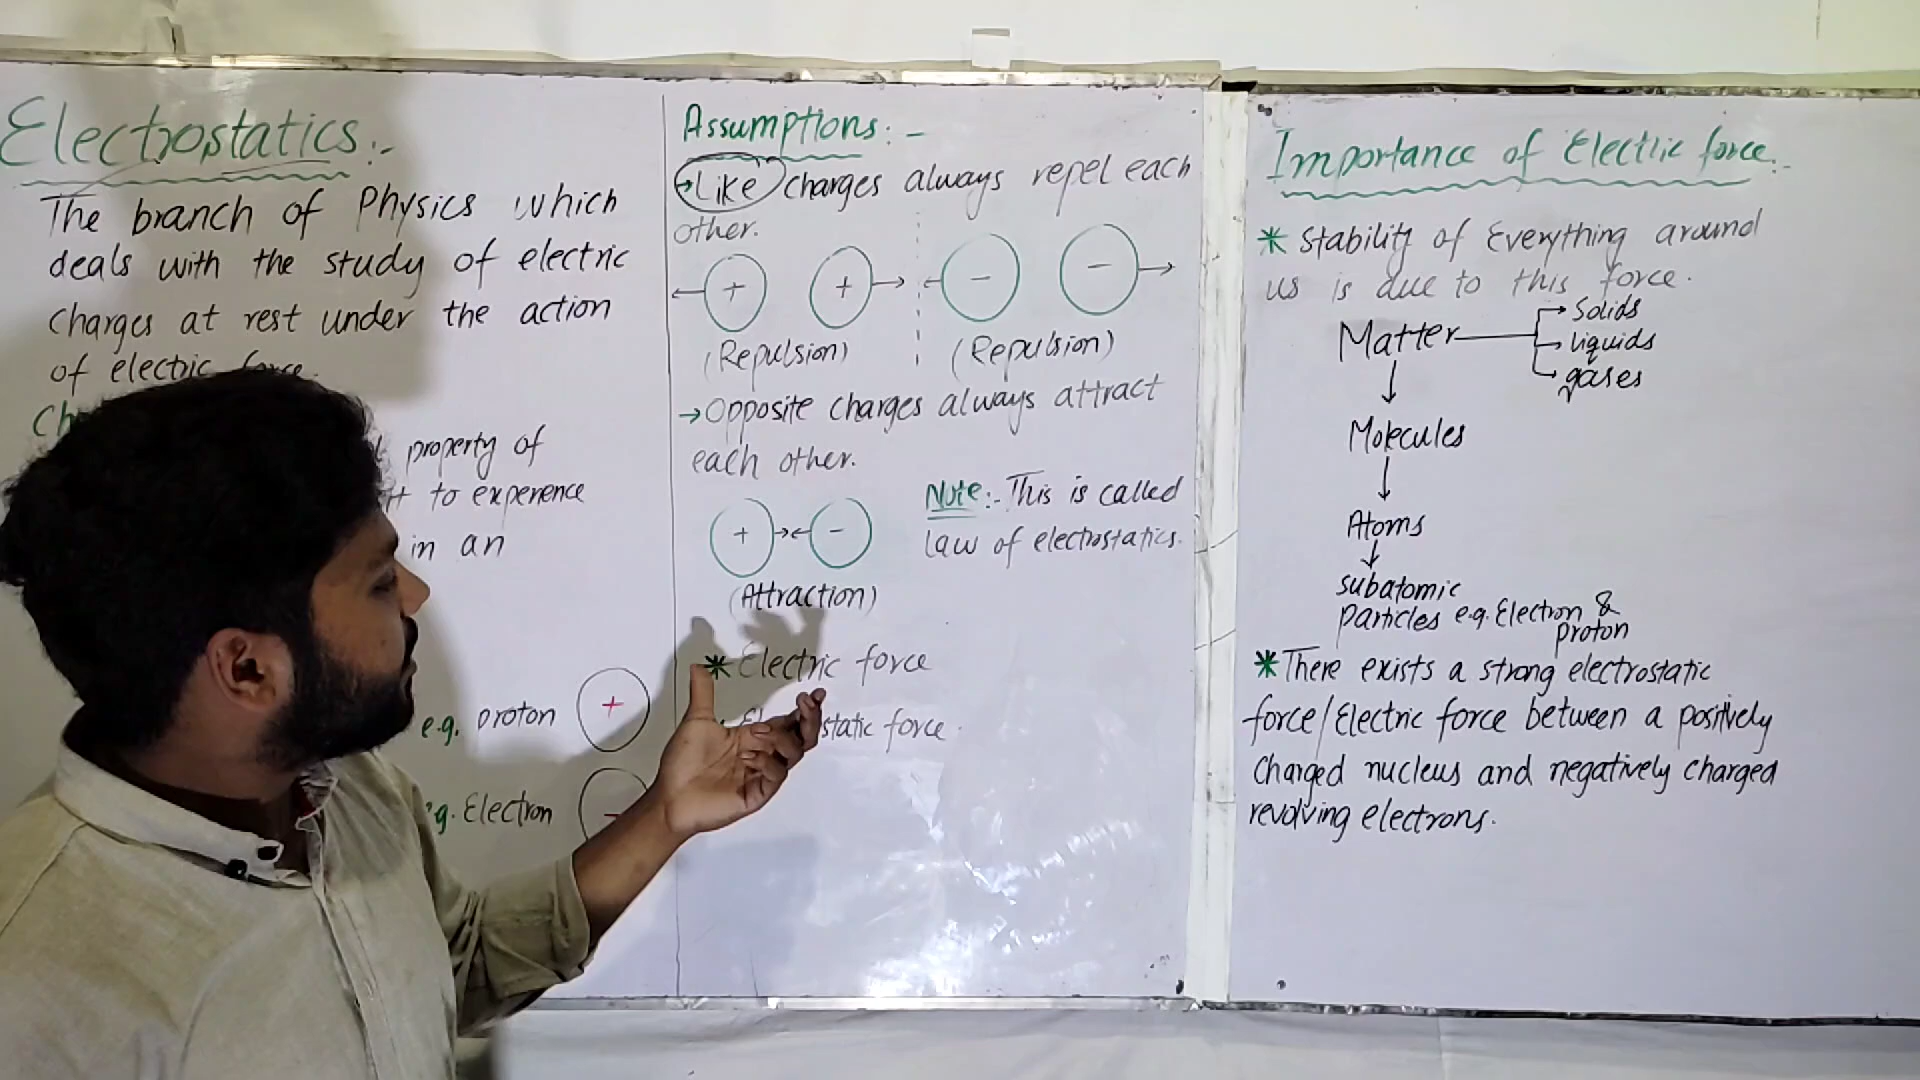 Electrostatics:-
The branch of Physics which
deals with the study of electric
charges at rest under the action
of electric force.
property of
to experience
in an
e.g. proton +
e.g. Electron -
Assumptions:-
→Like charges always repel each
other.
+ + - -
(Repulsion) (Repulsion)
→Opposite charges always attract
each other.
+ -
(Attraction)
Note:- This is called
law of electrostatics.
* Electric force
static force.
Importance of Electric force:-
* Stability of Everything around
us is due to this force.
Matter
solids
liquids
gases
Molecules
Atoms
subatomic
particles e.g. Electron &
proton
* There exists a strong electrostatic
force/Electric force between a positively
charged nucleus and negatively charged
revolving electrons.